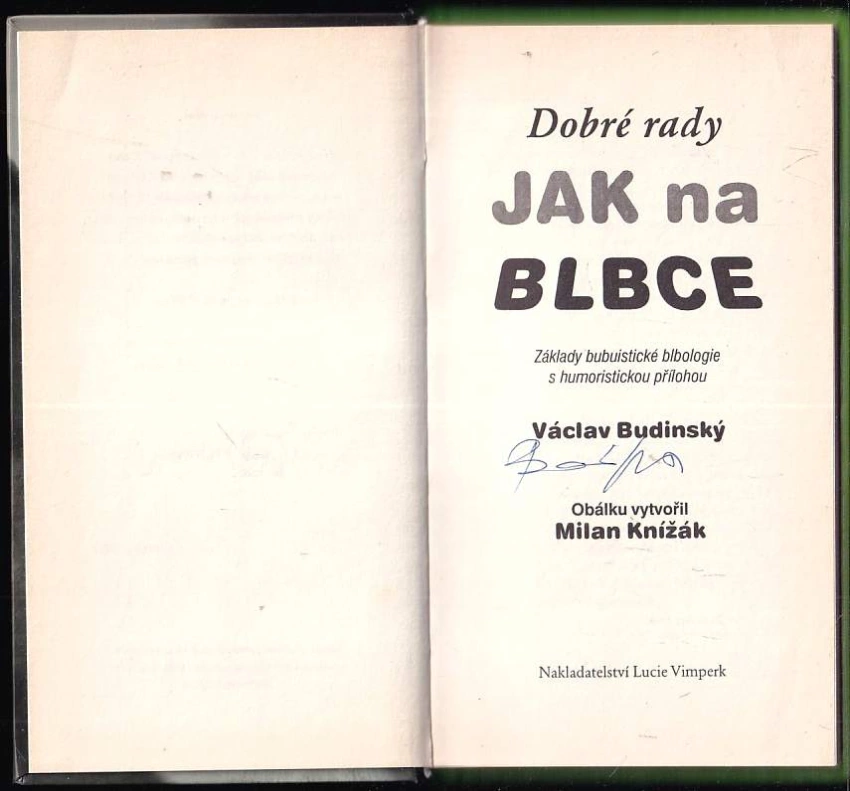 Dobré rady
JAK na
BLBCE
Základy bubuistické blbologie
s humoristickou přílohou
Václav Budinský
Obálku vytvořil
Milan Knížák
Nakladatelství Lucie Vimperk